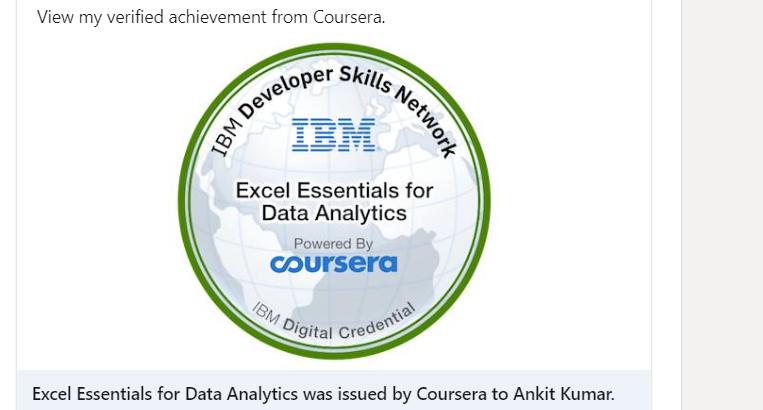 View my verified achievement from Coursera.
IBM Developer Skills Network
IBM
Excel Essentials for
Data Analytics
Powered By
coursera
IBM Digital Credential
Excel Essentials for Data Analytics was issued by Coursera to Ankit Kumar.